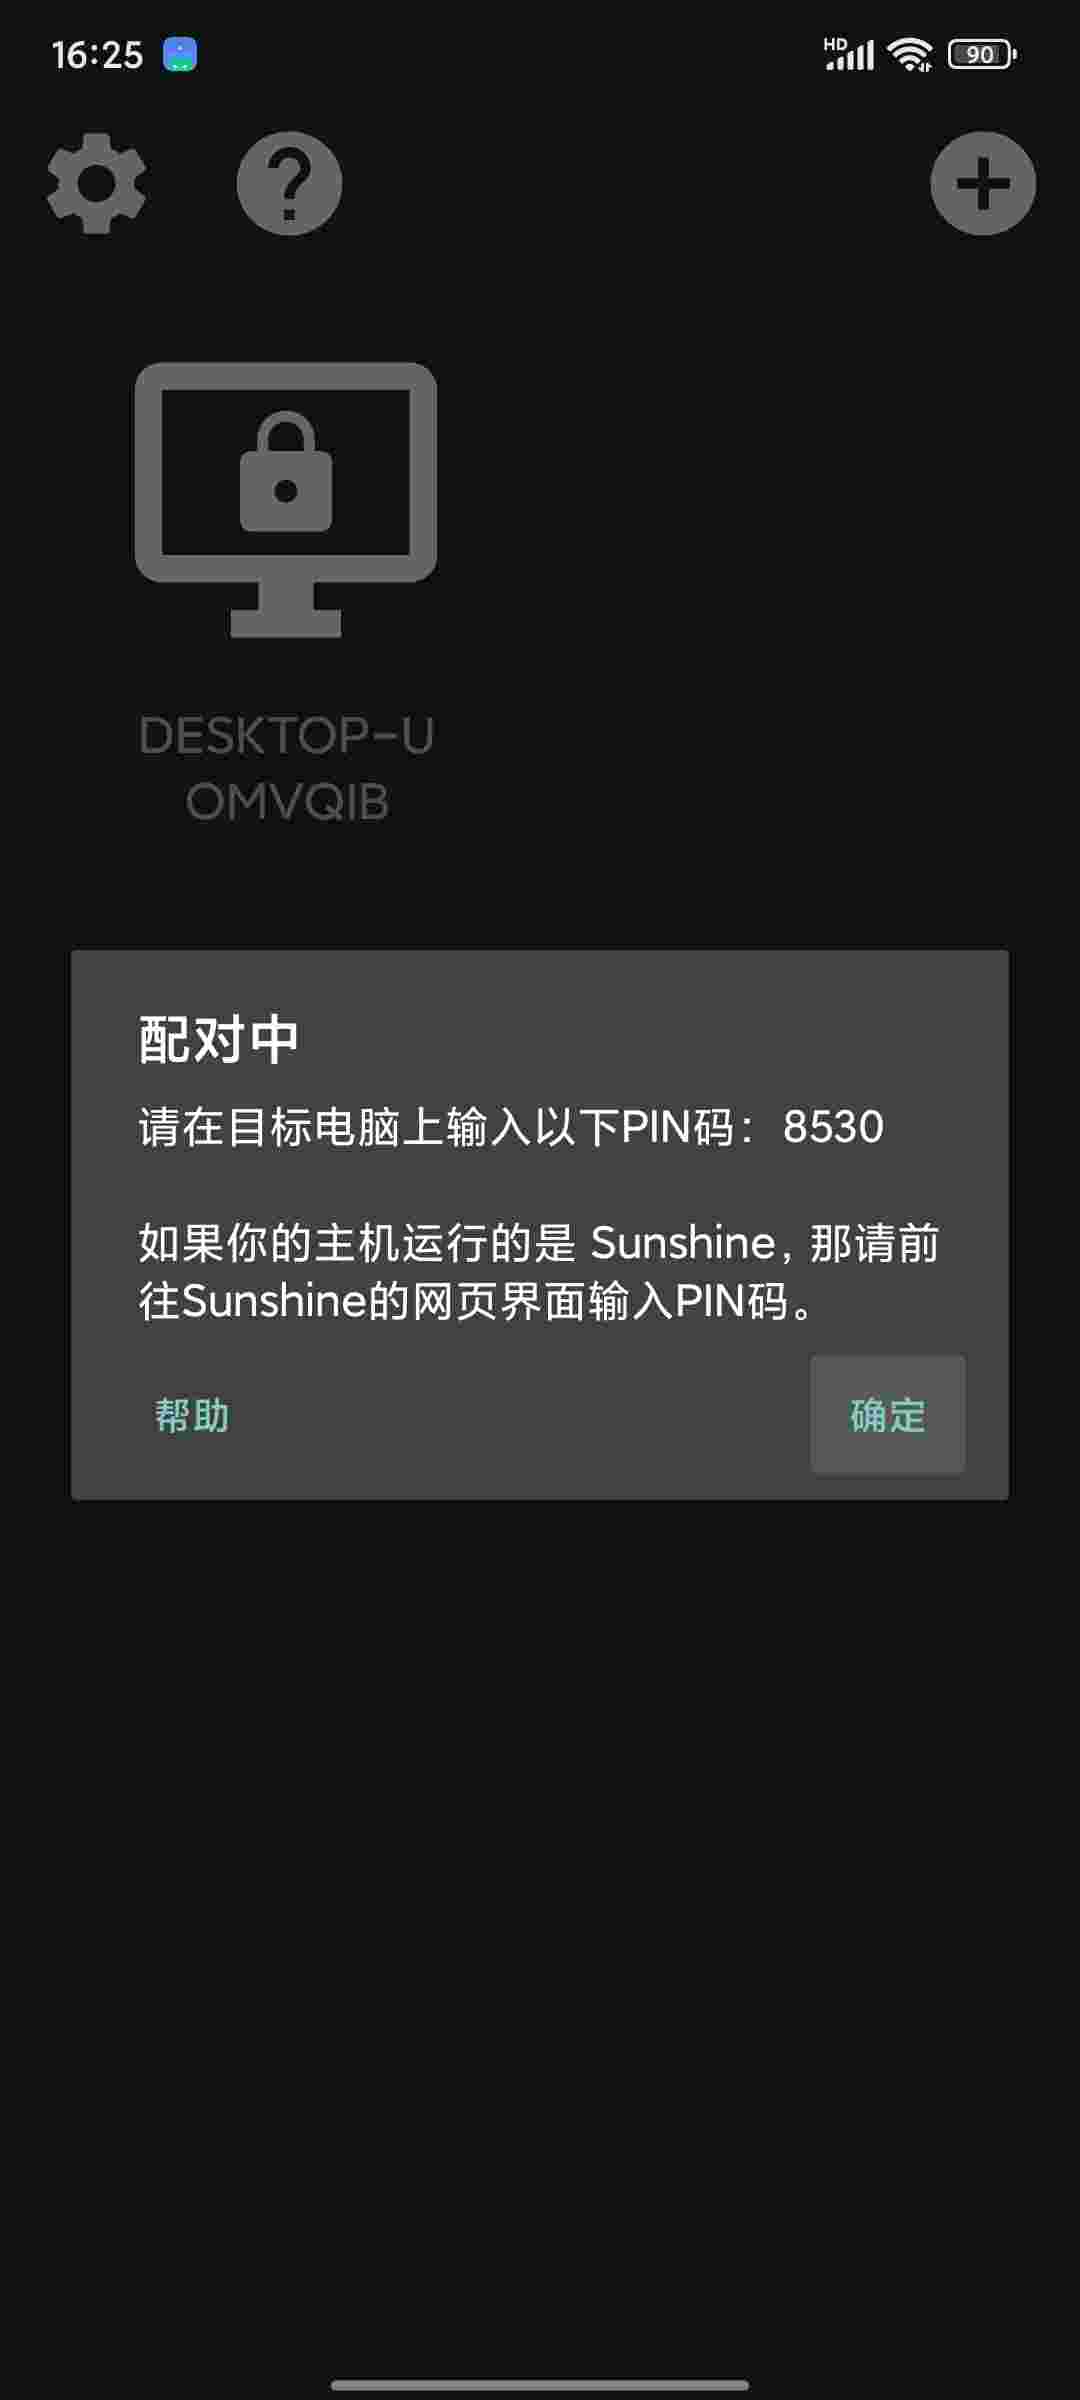 16:25
HD
90
DESKTOP-U
OMVQIB
配对中
请在目标电脑上输入以下PIN码：8530
如果你的主机运行的是 Sunshine, 那请前
往Sunshine的网页界面输入PIN码。
帮助
确定